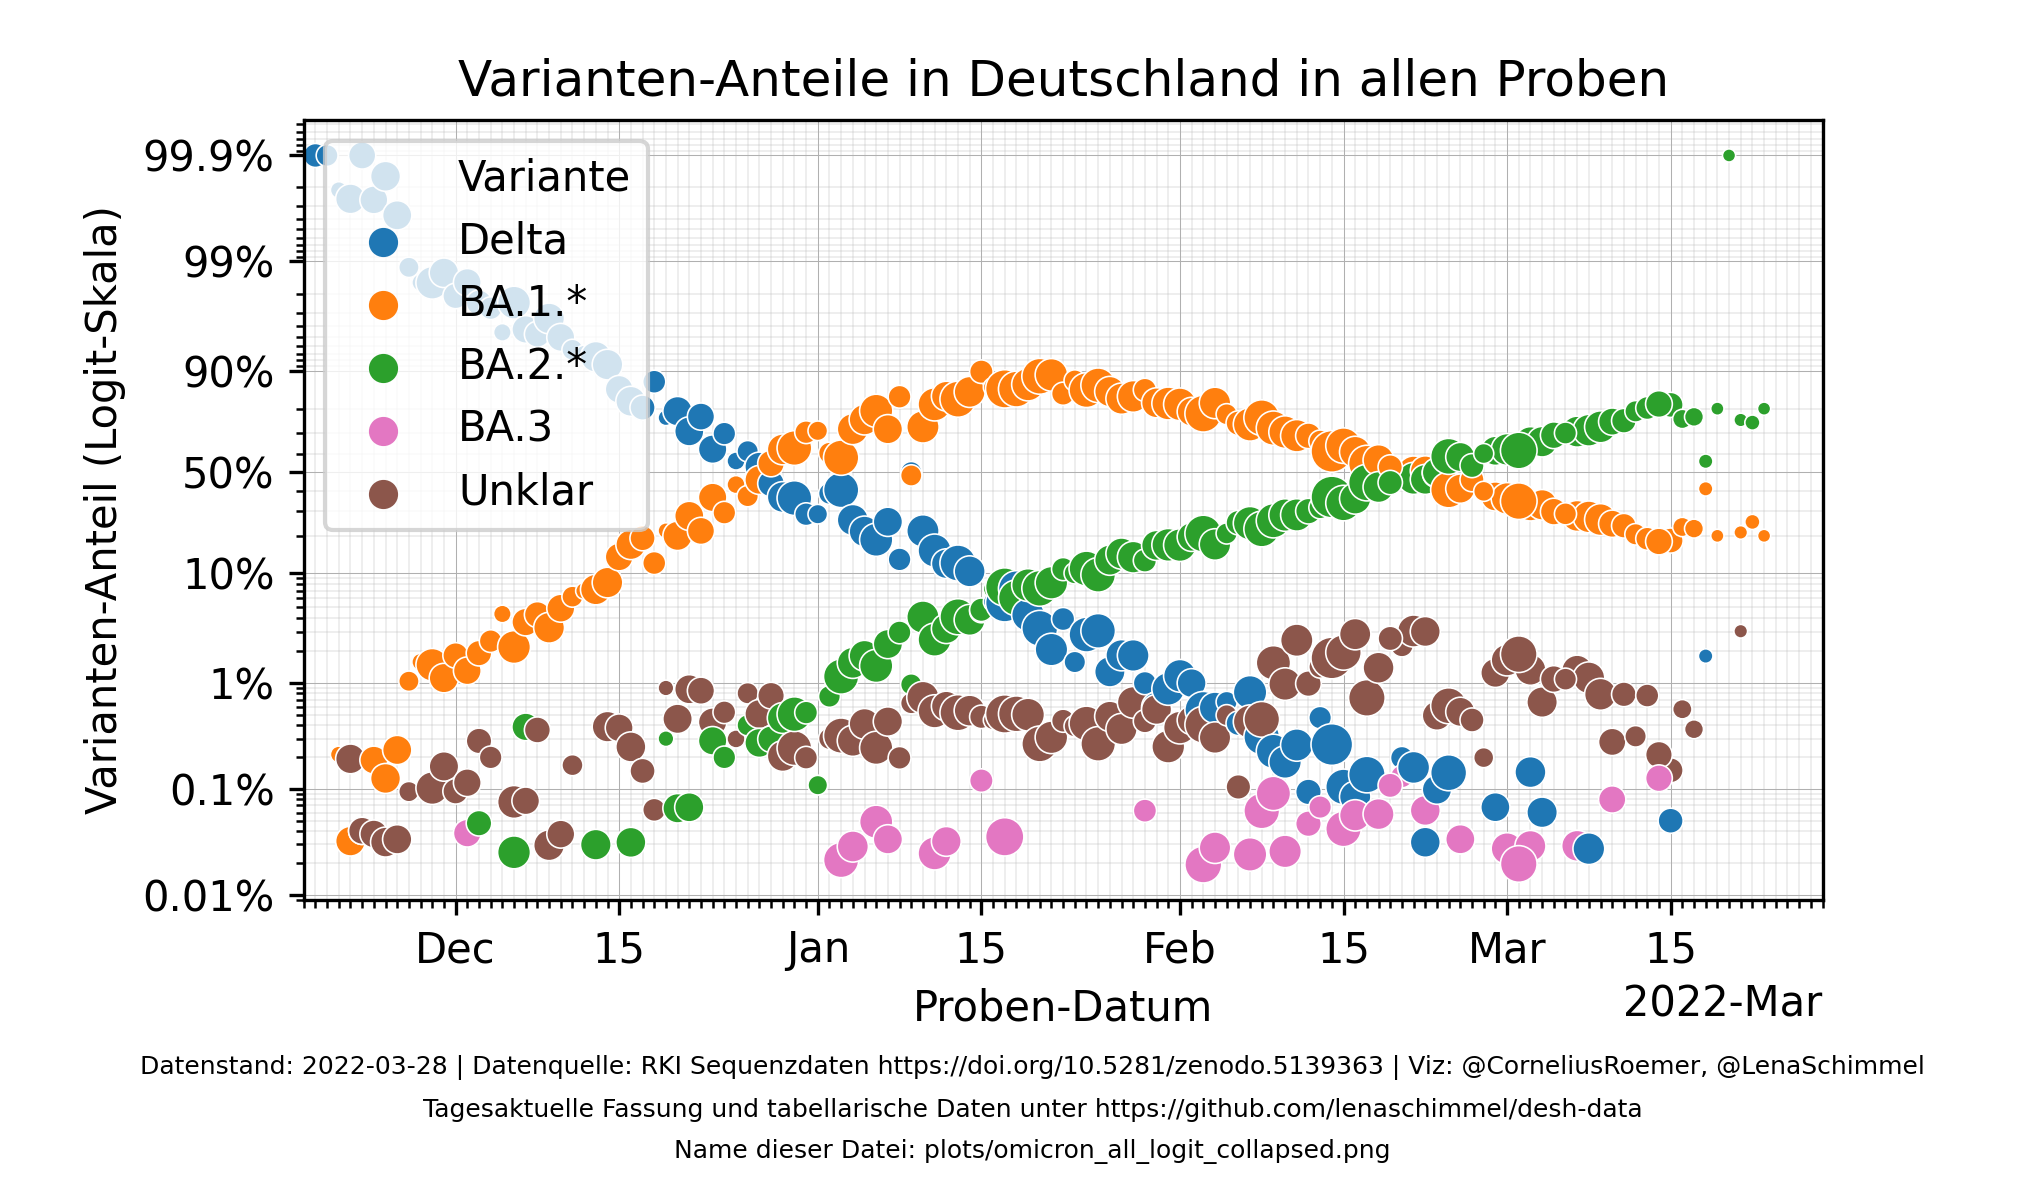 Varianten-Anteile in Deutschland in allen Proben
Varianten-Anteil (Logit-Skala)
99.9%
99%
90%
50%
10%
1%
0.1%
0.01%
Variante
Delta
BA.1.*
BA.2.*
BA.3
Unklar
Dec 15 Jan 15 Feb 15 Mar 15
Proben-Datum
2022-Mar
Datenstand: 2022-03-28 | Datenquelle: RKI Sequenzdaten https://doi.org/10.5281/zenodo.5139363 | Viz: @CorneliusRoemer, @LenaSchimmel
Tagesaktuelle Fassung und tabellarische Daten unter https://github.com/lenaschimmel/desh-data
Name dieser Datei: plots/omicron_all_logit_collapsed.png